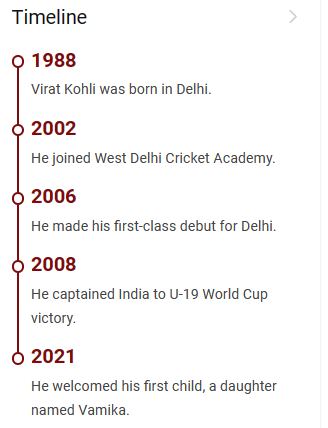 Timeline
1988
Virat Kohli was born in Delhi.
2002
He joined West Delhi Cricket Academy.
2006
He made his first-class debut for Delhi.
2008
He captained India to U-19 World Cup
victory.
2021
He welcomed his first child, a daughter
named Vamika.